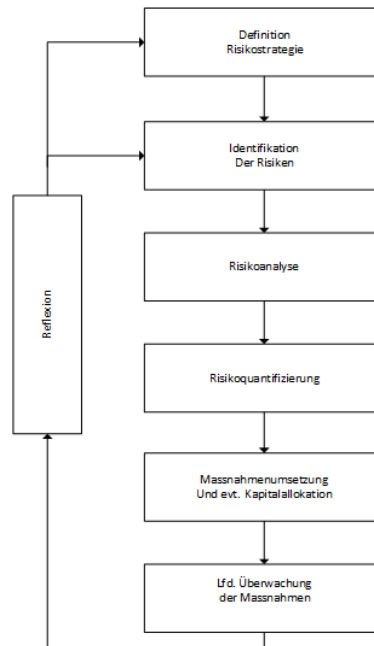 Definition
Risikostrategie
Identifikation
Der Risiken
Risikoanalyse
Reflexion
Risikoquantifizierung
Massnahmenumsetzung
Und evt. Kapitalallokation
Lfd. Überwachung
der Massnahmen